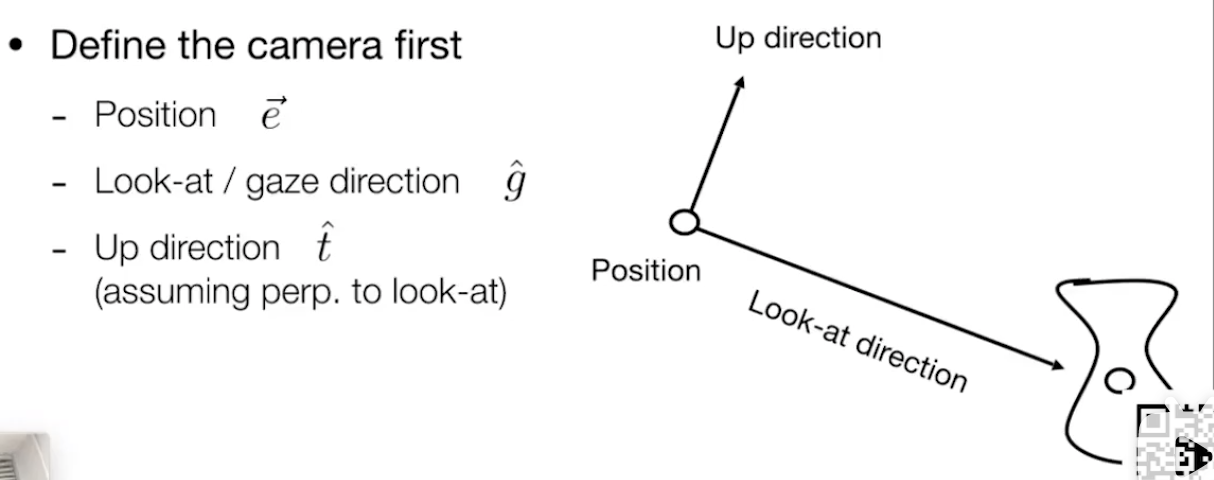 • Define the camera first
- Position $\vec{e}$
- Look-at / gaze direction $\hat{g}$
- Up direction $\hat{t}$
(assuming perp. to look-at)
Up direction
Position
Look-at direction